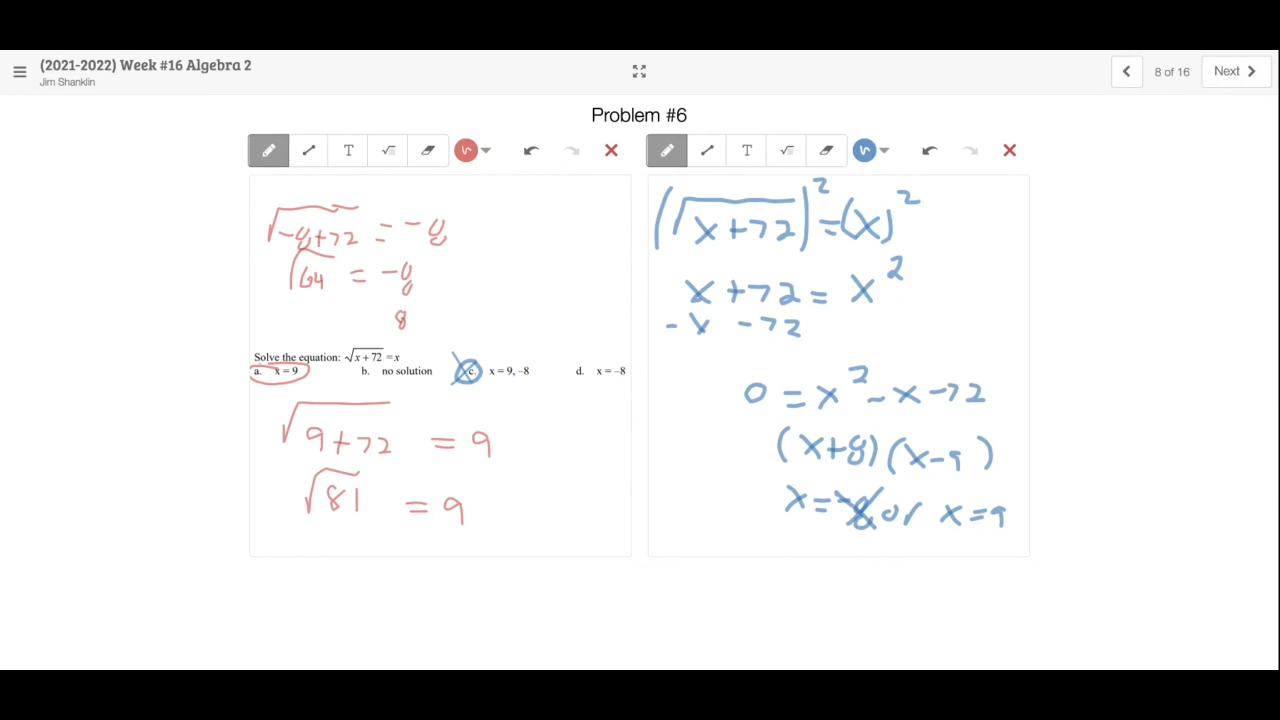 (2021-2022) Week #16 Algebra 2
Jim Shanklin
8 of 16
Next
Problem #6
T
T
√-8+72 = -8
√64 = -8
8
Solve the equation: √x + 72 = x
a. x = 9
b. no solution
c. x = 9, –8
d. x = –8
√9+72 = 9
√81 = 9
(√x+72)² = (x)²
x+72 = x²
-x -72
0 = x² - x - 72
(x+8)(x-9)
x = -8 or x = 9